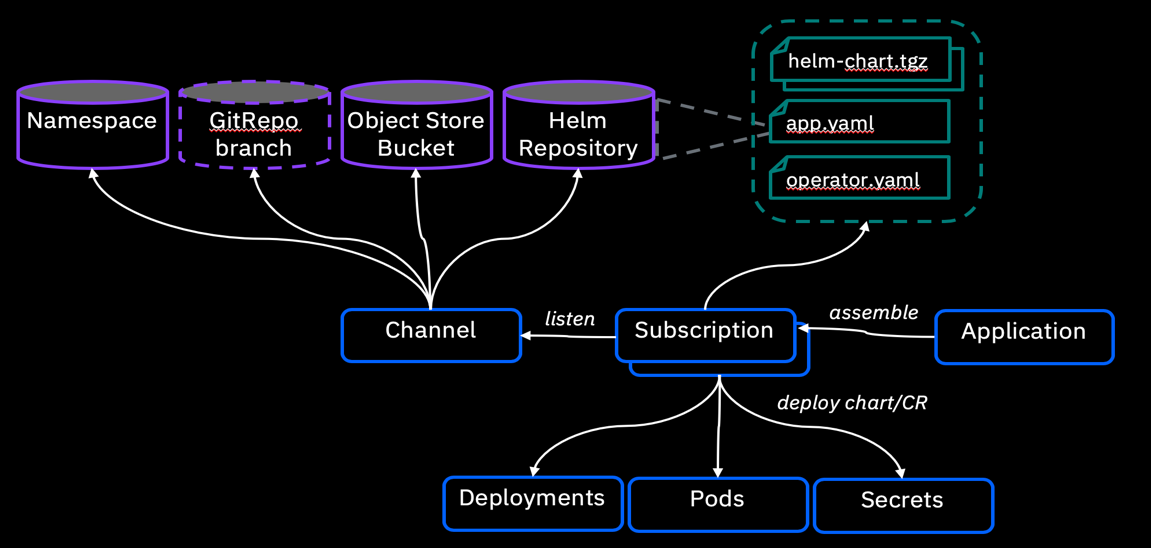 helm-chart.tgz
Namespace
GitRepo
branch
Object Store
Bucket
Helm
Repository
app.yaml
operator.yaml
Channel
listen
Subscription
assemble
Application
deploy chart/CR
Deployments
Pods
Secrets